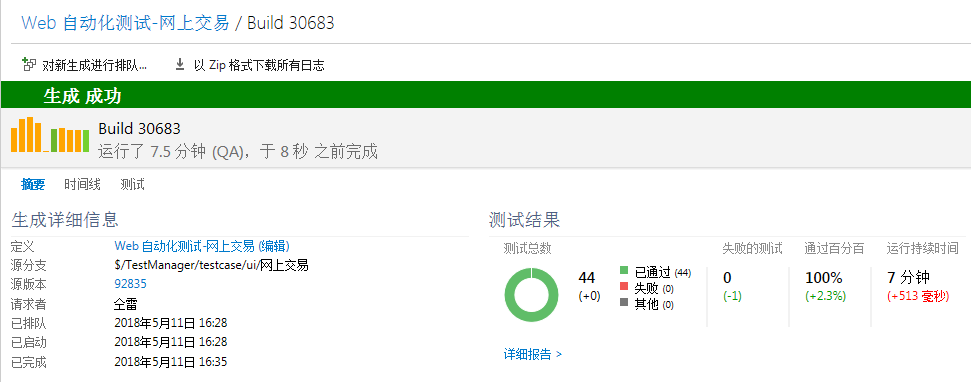 Web 自动化测试-网上交易 / Build 30683
对新生成进行排队... 以 Zip 格式下载所有日志
生成 成功
Build 30683
运行了 7.5 分钟 (QA)，于 8 秒 之前完成
摘要 时间线 测试
生成详细信息
定义 Web 自动化测试-网上交易 (编辑)
源分支 $/TestManager/testcase/ui/网上交易
源版本 92835
请求者 仝雷
已排队 2018年5月11日 16:28
已启动 2018年5月11日 16:28
已完成 2018年5月11日 16:35
测试结果
测试总数 失败的测试 通过百分百 运行持续时间
44 已通过 (44) 0 100% 7 分钟
(+0) 失败 (0) (-1) (+2.3%) (+513 毫秒)
其他 (0)
详细报告 >